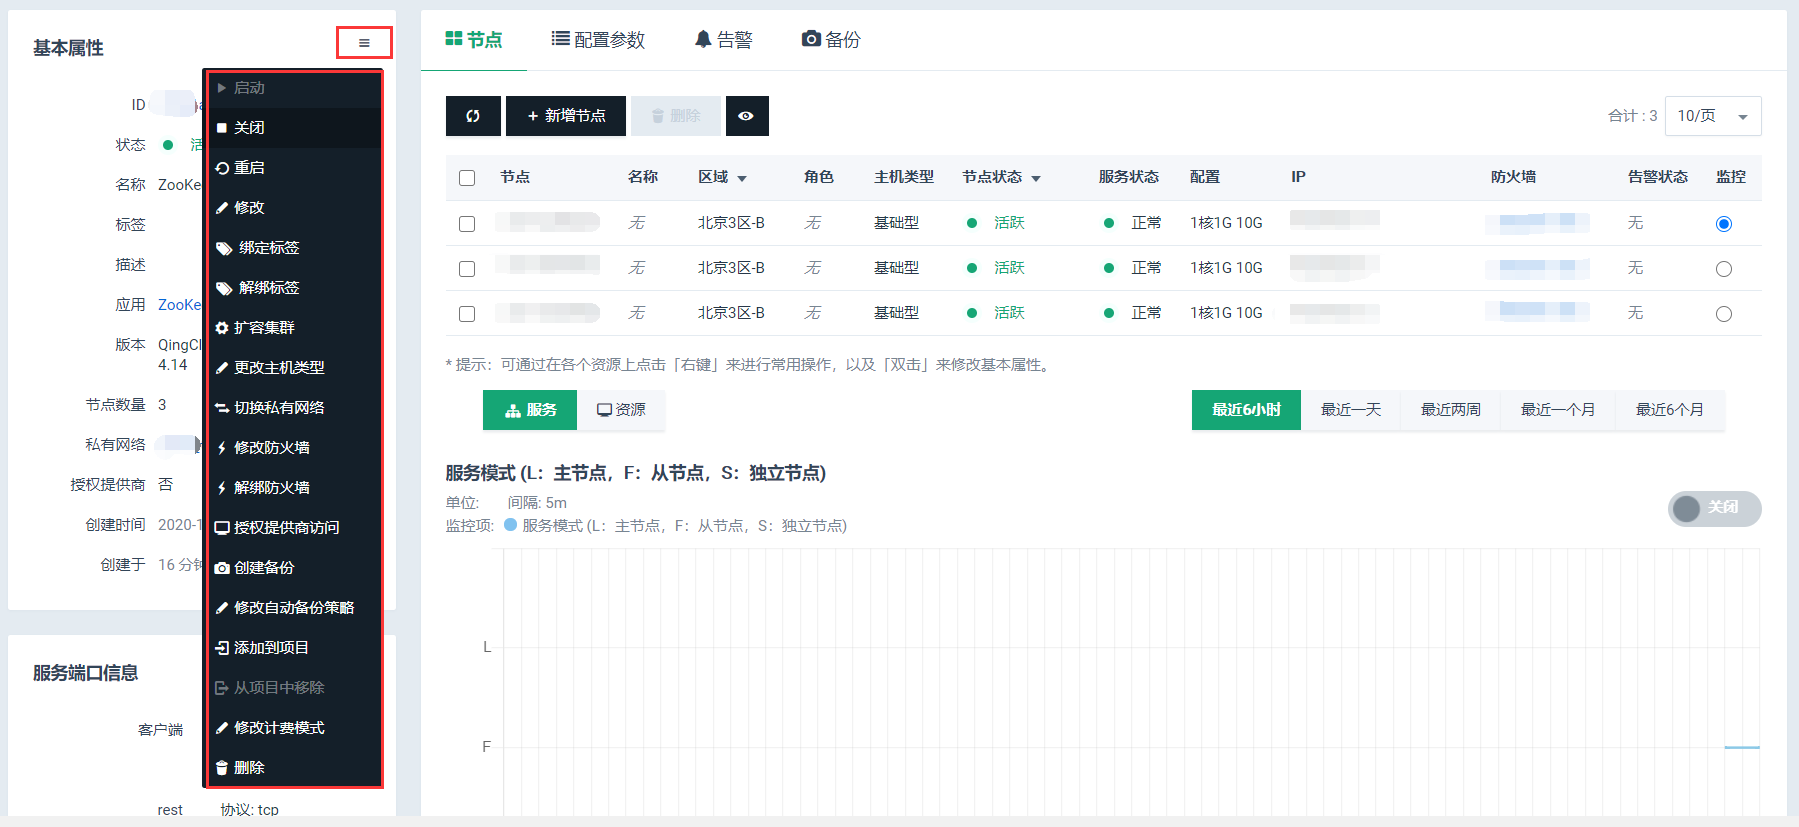 基本属性
ID
状态 活
名称 ZooKe
标签
描述
应用 ZooKe
版本 QingCl
4.14
节点数量 3
私有网络
授权提供商 否
创建时间 2020-1
创建于 16 分钟
启动
关闭
重启
修改
绑定标签
解绑标签
扩容集群
更改主机类型
切换私有网络
修改防火墙
解绑防火墙
授权提供商访问
创建备份
修改自动备份策略
添加到项目
从项目中移除
修改计费模式
删除
服务端口信息
客户端
rest 协议: tcp
节点 配置参数 告警 备份
+ 新增节点 删除 合计 : 3 10/页
节点 名称 区域 角色 主机类型 节点状态 服务状态 配置 IP 防火墙 告警状态 监控
无 北京3区-B 无 基础型 活跃 正常 1核1G 10G 无
无 北京3区-B 无 基础型 活跃 正常 1核1G 10G 无
无 北京3区-B 无 基础型 活跃 正常 1核1G 10G 无
* 提示：可通过在各个资源上点击「右键」来进行常用操作，以及「双击」来修改基本属性。
服务 资源 最近6小时 最近一天 最近两周 最近一个月 最近6个月
服务模式 (L：主节点，F：从节点，S：独立节点)
单位: 间隔: 5m
监控项: 服务模式 (L：主节点，F：从节点，S：独立节点)
关闭
L
F